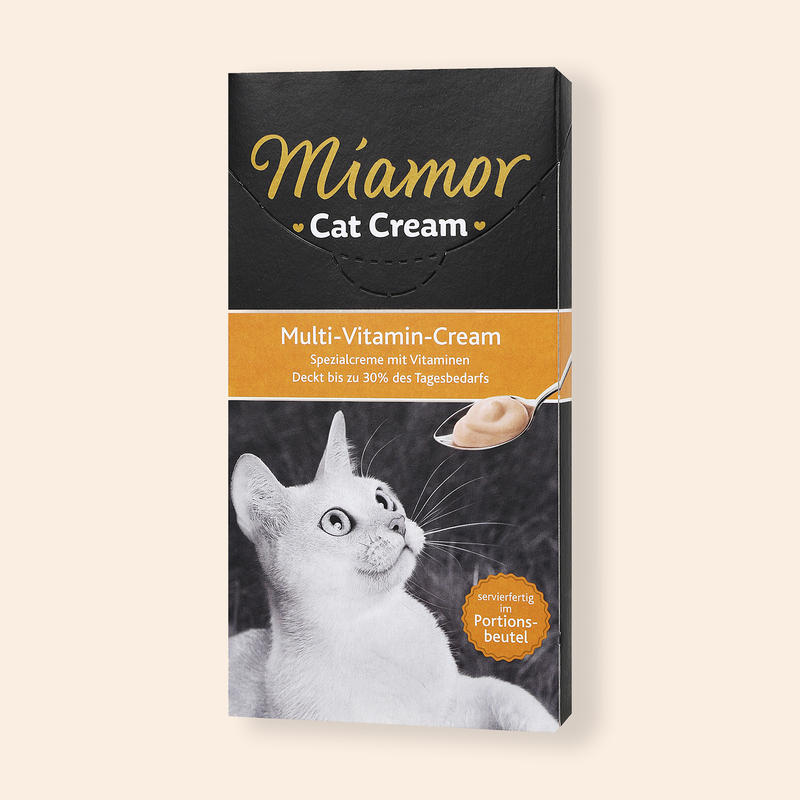 Miamor
Cat Cream
Multi-Vitamin-Cream
Spezialcreme mit Vitaminen
Deckt bis zu 30% des Tagesbedarfs
servierfertig
im
Portions-
beutel